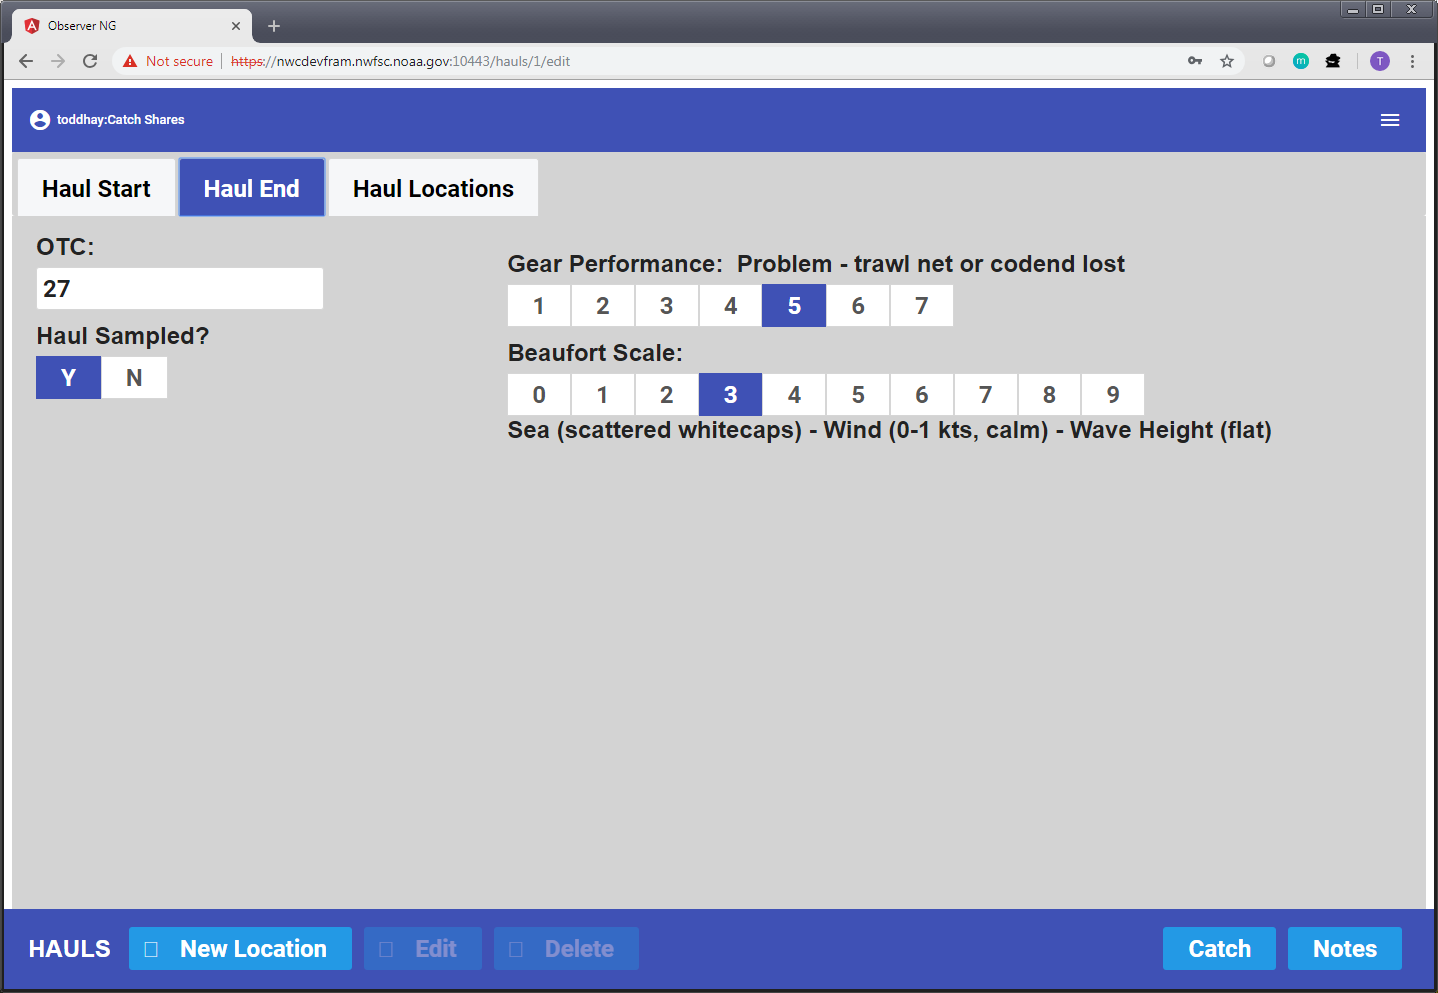 Observer NG
Not secure https://nwcdevfram.nwfsc.noaa.gov:10443/hauls/1/edit
m
T
toddhay:Catch Shares
Haul Start Haul End Haul Locations
OTC:
27
Haul Sampled?
Y N
Gear Performance: Problem - trawl net or codend lost
1 2 3 4 5 6 7
Beaufort Scale:
0 1 2 3 4 5 6 7 8 9
Sea (scattered whitecaps) - Wind (0-1 kts, calm) - Wave Height (flat)
HAULS New Location Edit Delete Catch Notes